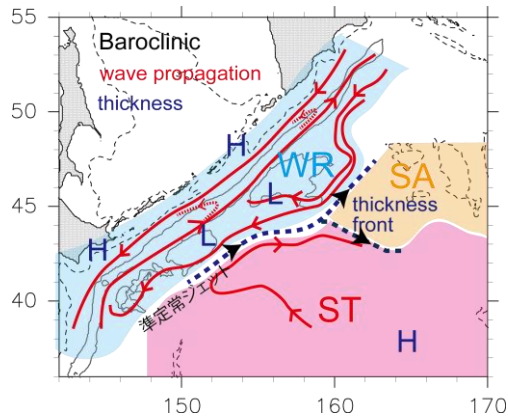 55
50
45
40
150
160
170
Baroclinic
wave propagation
thickness
H
WR
SA
L
thickness
front
L
H
準定常ジェット
ST
H